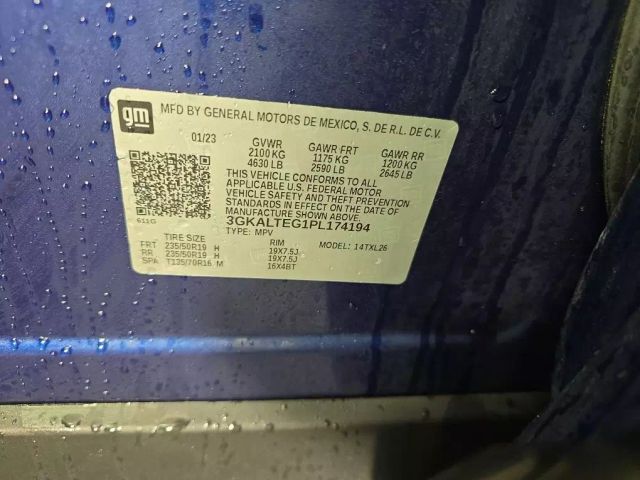 gm
MFD BY GENERAL MOTORS DE MEXICO, S. DE R.L. DE C.V.
01/23 GVWR GAWR FRT GAWR RR
2100 KG 1175 KG 1200 KG
4630 LB 2590 LB 2645 LB
THIS VEHICLE CONFORMS TO ALL
APPLICABLE U.S. FEDERAL MOTOR
VEHICLE SAFETY AND THEFT PREVENTION
STANDARDS IN EFFECT ON THE DATE OF
MANUFACTURE SHOWN ABOVE.
611G
3GKALTEG1PL174194
TYPE: MPV MODEL: 14TXL26
TIRE SIZE RIM
FRT 235/50R19 H 19X7.5J
RR 235/50R19 H 19X7.5J
SPA T135/70R16 M 16X4BT